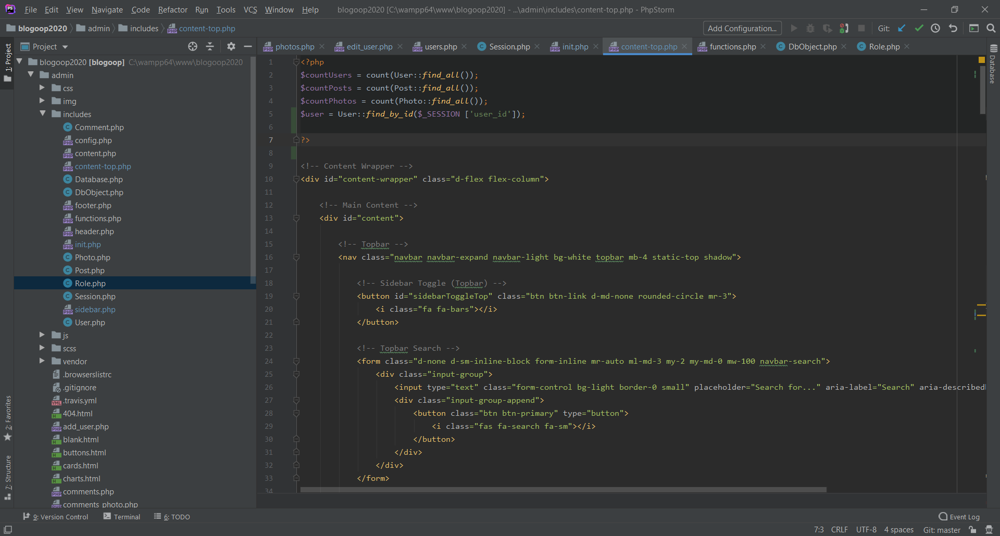 File Edit View Navigate Code Refactor Run Tools VCS Window Help blogoop2020 [C:\wampp64\www\blogoop2020] - ...\admin\includes\content-top.php - PhpStorm
blogoop2020 admin includes content-top.php Add Configuration... Git:
1: Project
2: Favorites
7: Structure
Project
blogoop2020 [blogoop] C:\wampp64\www\blogoop2020
admin
css
img
includes
Comment.php
config.php
content.php
content-top.php
Database.php
DbObject.php
footer.php
functions.php
header.php
init.php
Photo.php
Post.php
Role.php
Session.php
sidebar.php
User.php
js
scss
vendor
.browserslistrc
.gitignore
.travis.yml
404.html
add_user.php
blank.html
buttons.html
cards.html
charts.html
comments.php
comments_photo.php
photos.php edit_user.php users.php Session.php init.php content-top.php functions.php DbObject.php Role.php
1 <?php
2 $countUsers = count(User::find_all());
3 $countPosts = count(Post::find_all());
4 $countPhotos = count(Photo::find_all());
5 $user = User::find_by_id($_SESSION ['user_id']);
6
7 ?>
8
9 <!-- Content Wrapper -->
10 <div id="content-wrapper" class="d-flex flex-column">
11
12 <!-- Main Content -->
13 <div id="content">
14
15 <!-- Topbar -->
16 <nav class="navbar navbar-expand navbar-light bg-white topbar mb-4 static-top shadow">
17
18 <!-- Sidebar Toggle (Topbar) -->
19 <button id="sidebarToggleTop" class="btn btn-link d-md-none rounded-circle mr-3">
20 <i class="fa fa-bars"></i>
21 </button>
22
23 <!-- Topbar Search -->
24 <form class="d-none d-sm-inline-block form-inline mr-auto ml-md-3 my-2 my-md-0 mw-100 navbar-search">
25 <div class="input-group">
26 <input type="text" class="form-control bg-light border-0 small" placeholder="Search for..." aria-label="Search" aria-described
27 <div class="input-group-append">
28 <button class="btn btn-primary" type="button">
29 <i class="fas fa-search fa-sm"></i>
30 </button>
31 </div>
32 </div>
33 </form>
34
Database
9: Version Control Terminal 6: TODO Event Log
7:3 CRLF UTF-8 4 spaces Git: master